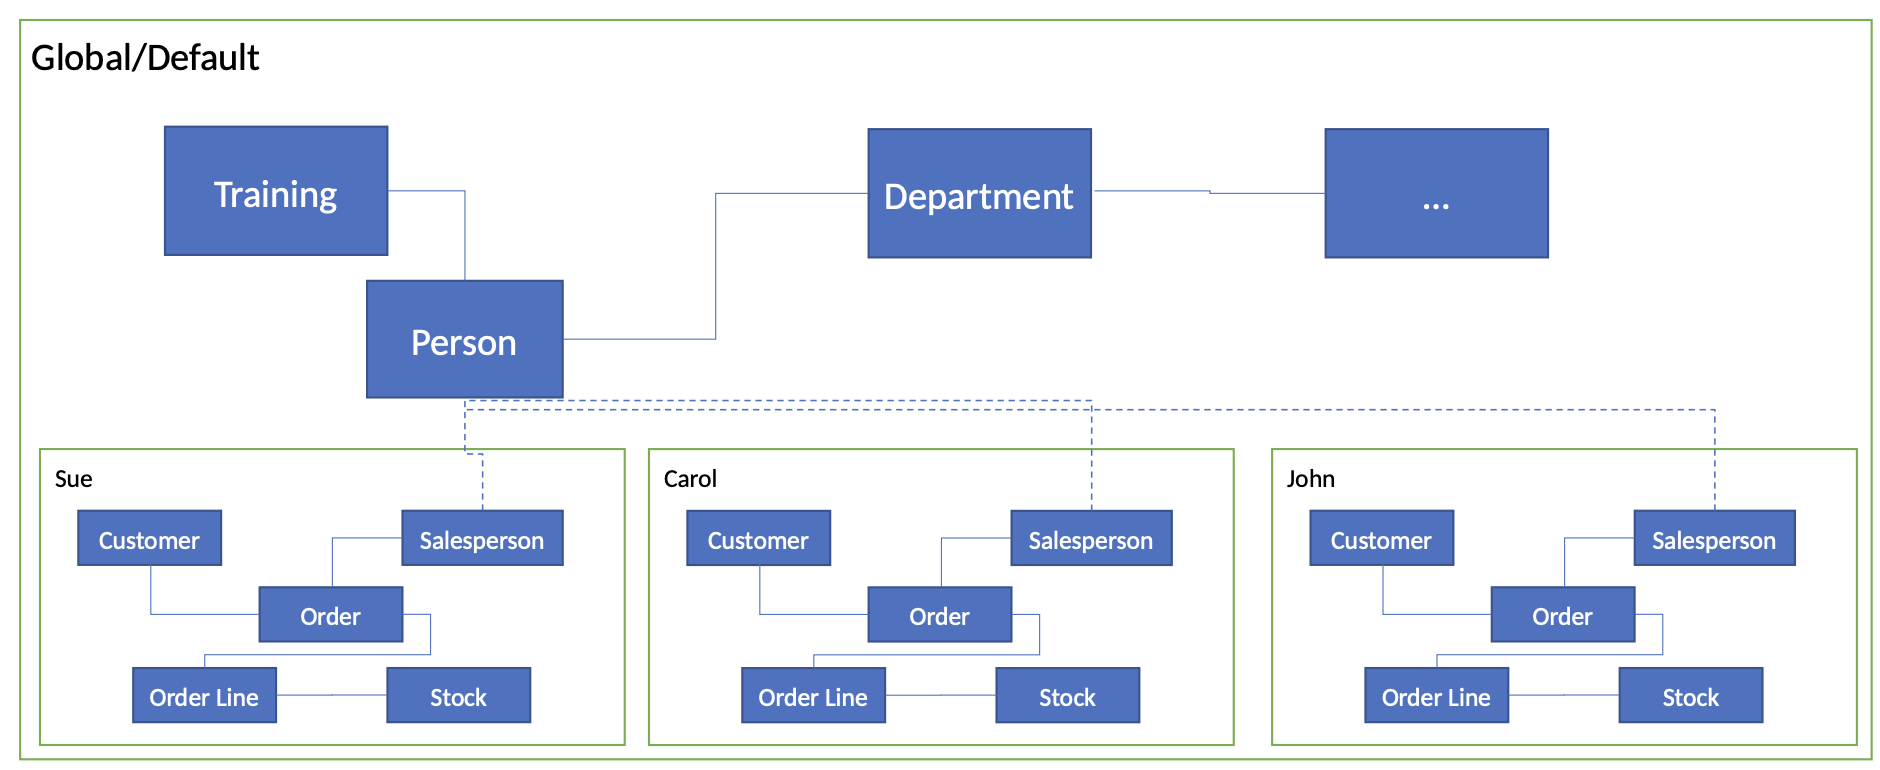 Global/Default
Training
Department
...
Person
Sue
Customer
Salesperson
Order
Order Line
Stock
Carol
Customer
Salesperson
Order
Order Line
Stock
John
Customer
Salesperson
Order
Order Line
Stock